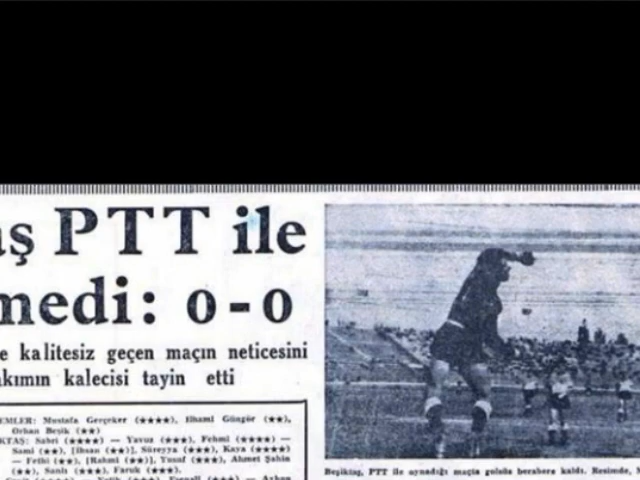 aş PTT ile
medi: 0-0
e kalitesiz geçen maçın neticesini
akımın kalecisi tayin etti
EMLER: Mustafa Gerçeker (★★★★), İlhami Güngör (★★),
Orhan Beşik (★★)
KTAŞ: Sabri (★★★★) — Yavuz (★★★), Fehmi (★★★★) —
Sami (★★), [İhsan (★★)], Süreyya (★★★), Kaya (★★★★)
— Fethi (★★), [Rahmi (★★)], Yusuf (★★★), Ahmet Şahin
(★★), Sanlı (★★★), Faruk (★★★).
Beşiktaş, PTT ile oynadığı maçta golsüz berabere kaldı. Resimde,